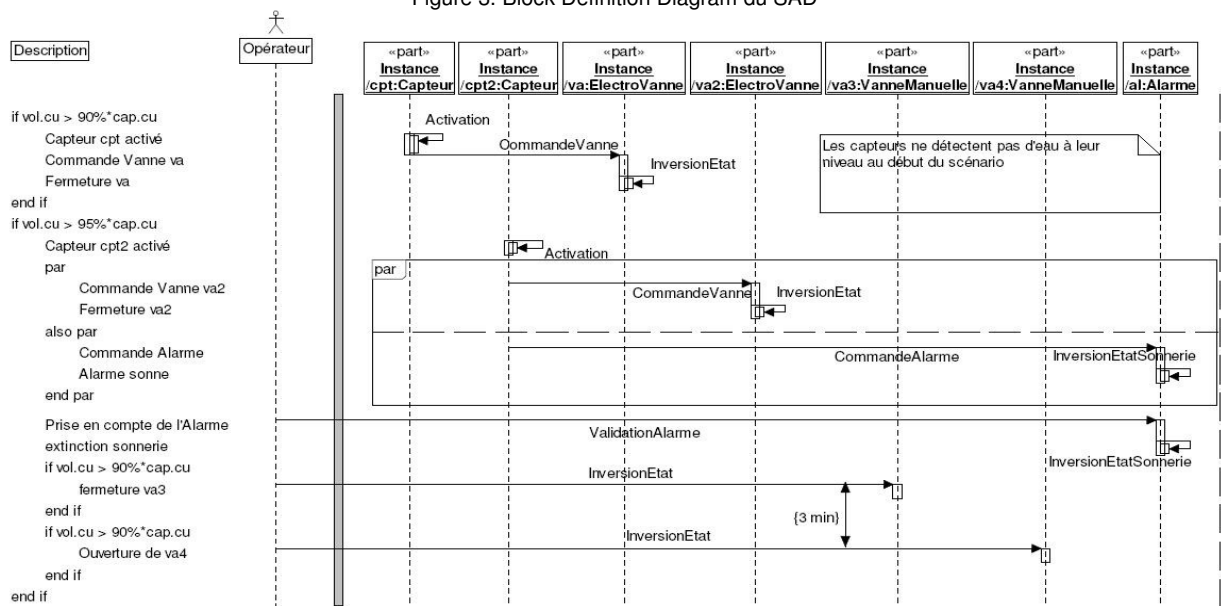 Figure 3. Block Definition Diagram du SAD
Description
Opérateur
«part»
Instance
/cpt:Capteur
«part»
Instance
/cpt2:Capteur
«part»
Instance
/va:ElectroVanne
«part»
Instance
/va2:ElectroVanne
«part»
Instance
/va3:VanneManuelle
«part»
Instance
/va4:VanneManuelle
«part»
Instance
/al:Alarme
if vol.cu > 90%*cap.cu
Activation
Capteur cpt activé
CommandeVanne
Les capteurs ne détectent pas d'eau à leur
niveau au début du scénario
Commande Vanne va
InversionEtat
Fermeture va
end if
if vol.cu > 95%*cap.cu
Capteur cpt2 activé
Activation
par
par
Commande Vanne va2
CommandeVanne
InversionEtat
Fermeture va2
also par
Commande Alarme
CommandeAlarme
InversionEtatSonnerie
Alarme sonne
end par
Prise en compte de l'Alarme
ValidationAlarme
extinction sonnerie
InversionEtatSonnerie
if vol.cu > 90%*cap.cu
InversionEtat
fermeture va3
end if
{3 min}
if vol.cu > 90%*cap.cu
InversionEtat
Ouverture de va4
end if
end if